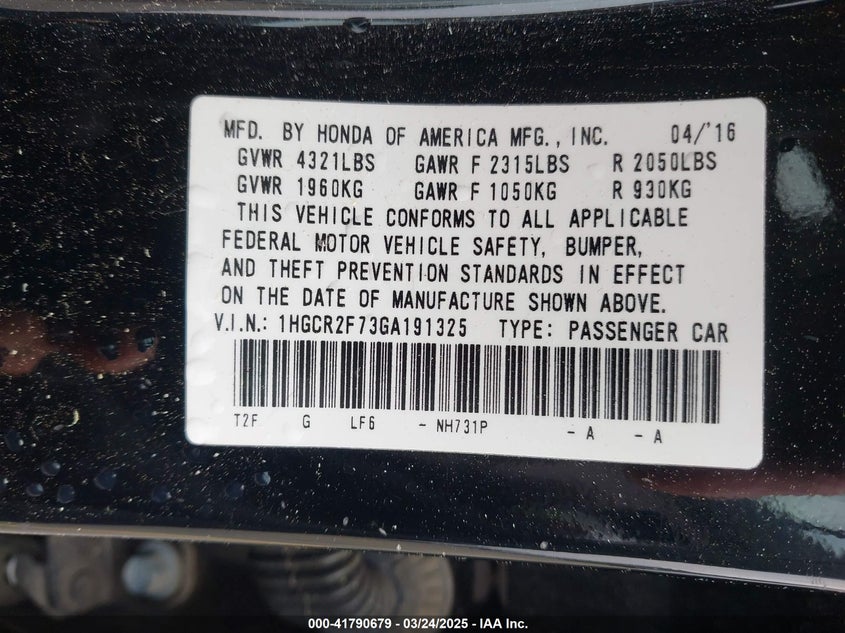 MFD. BY HONDA OF AMERICA MFG., INC. 04/'16
GVWR 4321LBS GAWR F 2315LBS R 2050LBS
GVWR 1960KG GAWR F 1050KG R 930KG
THIS VEHICLE CONFORMS TO ALL APPLICABLE
FEDERAL MOTOR VEHICLE SAFETY, BUMPER,
AND THEFT PREVENTION STANDARDS IN EFFECT
ON THE DATE OF MANUFACTURE SHOWN ABOVE.
V.I.N.: 1HGCR2F73GA191325 TYPE: PASSENGER CAR
T2F G LF6 - NH731P - A - A
000-41790679 - 03/24/2025 - IAA Inc.